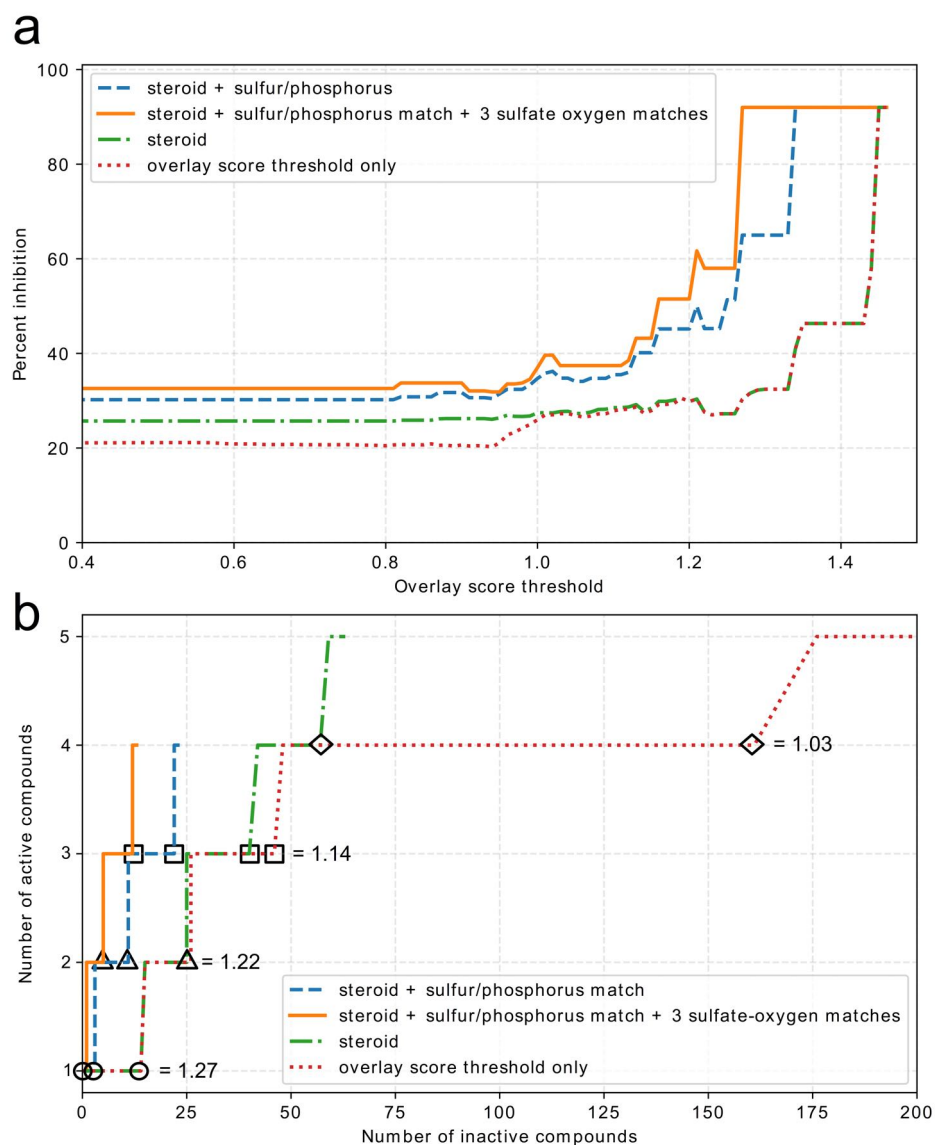 a
100
80
60
40
20
0
Percent inhibition
steroid + sulfur/phosphorus
steroid + sulfur/phosphorus match + 3 sulfate oxygen matches
steroid
overlay score threshold only
0.4 0.6 0.8 1.0 1.2 1.4
Overlay score threshold
b
5
4
3
2
1
Number of active compounds
= 1.03
= 1.14
= 1.22
= 1.27
steroid + sulfur/phosphorus match
steroid + sulfur/phosphorus match + 3 sulfate-oxygen matches
steroid
overlay score threshold only
0 25 50 75 100 125 150 175 200
Number of inactive compounds